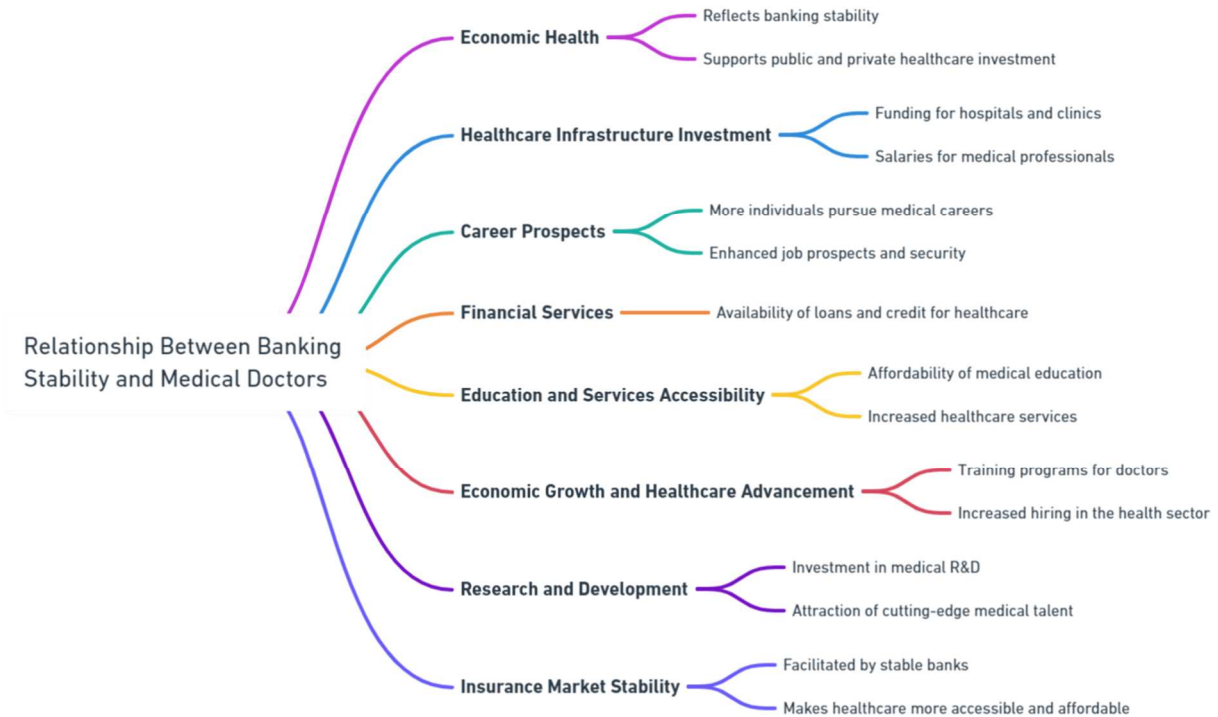 Relationship Between Banking
Stability and Medical Doctors
Economic Health
Reflects banking stability
Supports public and private healthcare investment
Healthcare Infrastructure Investment
Funding for hospitals and clinics
Salaries for medical professionals
Career Prospects
More individuals pursue medical careers
Enhanced job prospects and security
Financial Services
Availability of loans and credit for healthcare
Education and Services Accessibility
Affordability of medical education
Increased healthcare services
Economic Growth and Healthcare Advancement
Training programs for doctors
Increased hiring in the health sector
Research and Development
Investment in medical R&D
Attraction of cutting-edge medical talent
Insurance Market Stability
Facilitated by stable banks
Makes healthcare more accessible and affordable